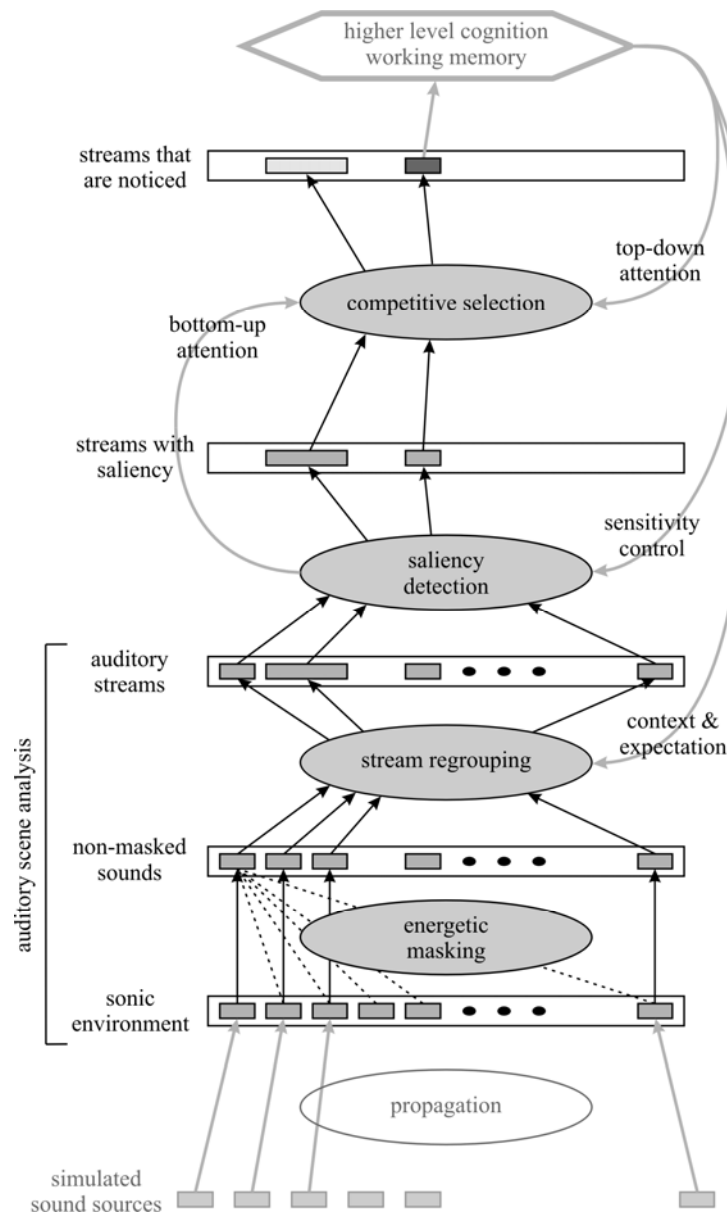 higher level cognition
working memory
streams that
are noticed
top-down
attention
competitive selection
bottom-up
attention
streams with
saliency
sensitivity
control
saliency
detection
auditory
streams
context &
expectation
stream regrouping
auditory scene analysis
non-masked
sounds
energetic
masking
sonic
environment
propagation
simulated
sound sources